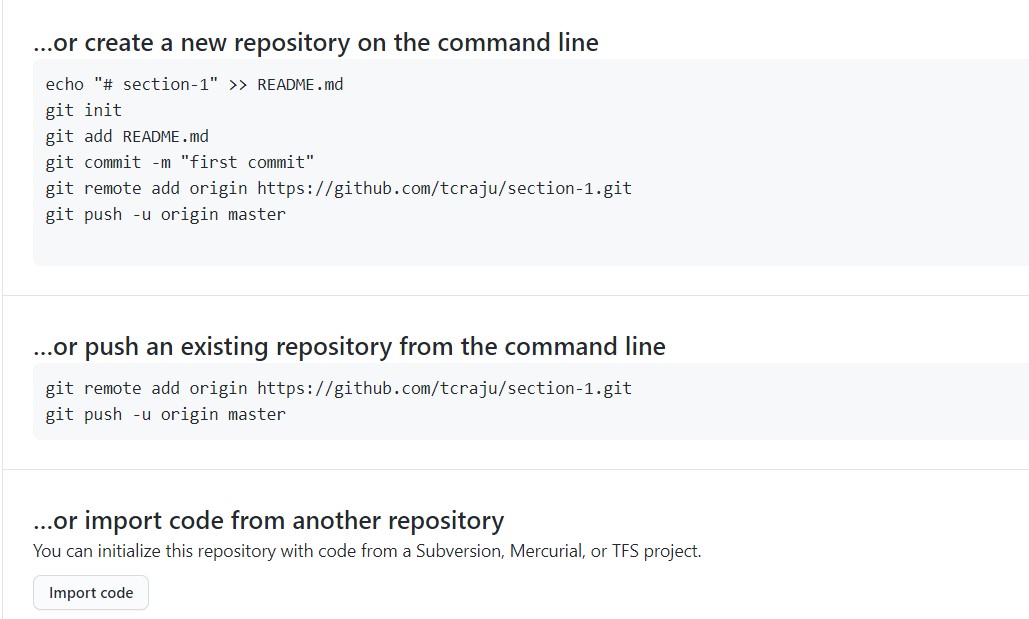 …or create a new repository on the command line
echo "# section-1" >> README.md
git init
git add README.md
git commit -m "first commit"
git remote add origin https://github.com/tcraju/section-1.git
git push -u origin master
…or push an existing repository from the command line
git remote add origin https://github.com/tcraju/section-1.git
git push -u origin master
…or import code from another repository
You can initialize this repository with code from a Subversion, Mercurial, or TFS project.
Import code